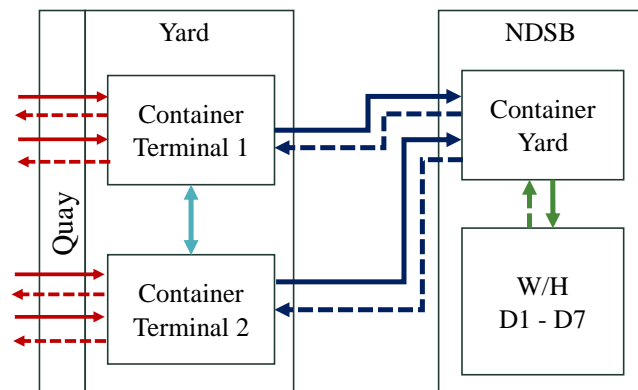 Yard
NDSB
Quay
Container
Terminal 1
Container
Yard
Container
Terminal 2
W/H
D1 - D7